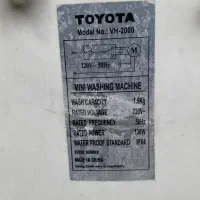 TOYOTA
Model No.: VH-2000
220V~ 50Hz
MINI WASHING MACHINE
WASH CAPACITY 1.5Kg
RATED VOLTAGE 220V~
RATED FREQUENCY 50Hz
RATED POWER 130W
WATER PROOF STANDARD IPX4
MADE IN CHINA